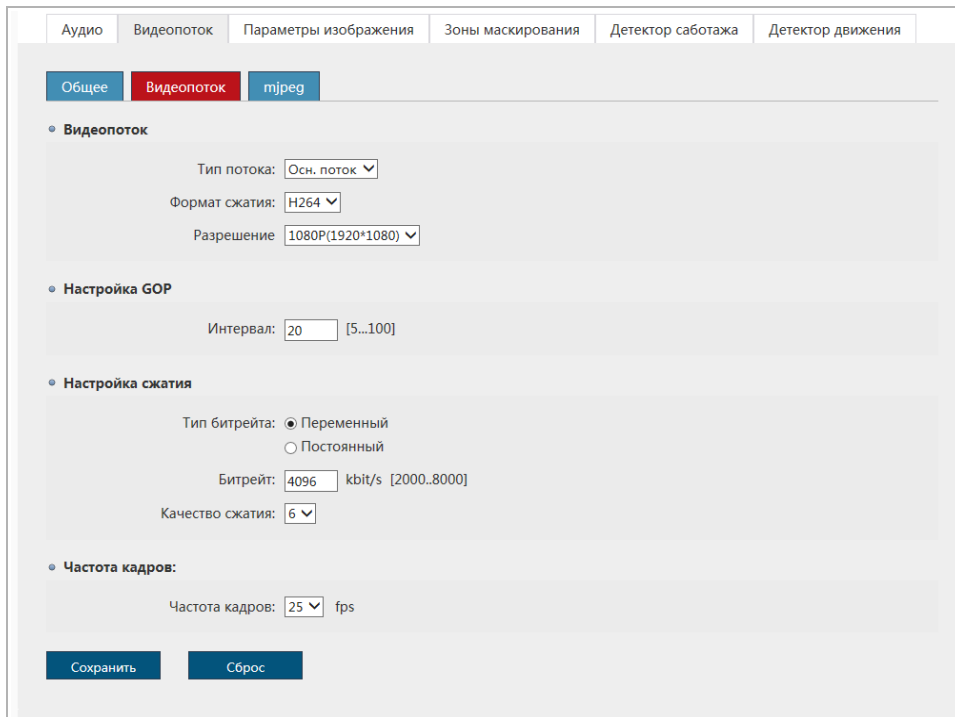 Аудио Видеопоток Параметры изображения Зоны маскирования Детектор саботажа Детектор движения
Общее Видеопоток mjpeg
Видеопоток
Тип потока: Осн. поток
Формат сжатия: H264
Разрешение 1080P(1920*1080)
Настройка GOP
Интервал: 20 [5...100]
Настройка сжатия
Тип битрейта: Переменный
Постоянный
Битрейт: 4096 kbit/s [2000..8000]
Качество сжатия: 6
Частота кадров:
Частота кадров: 25 fps
Сохранить Сброс